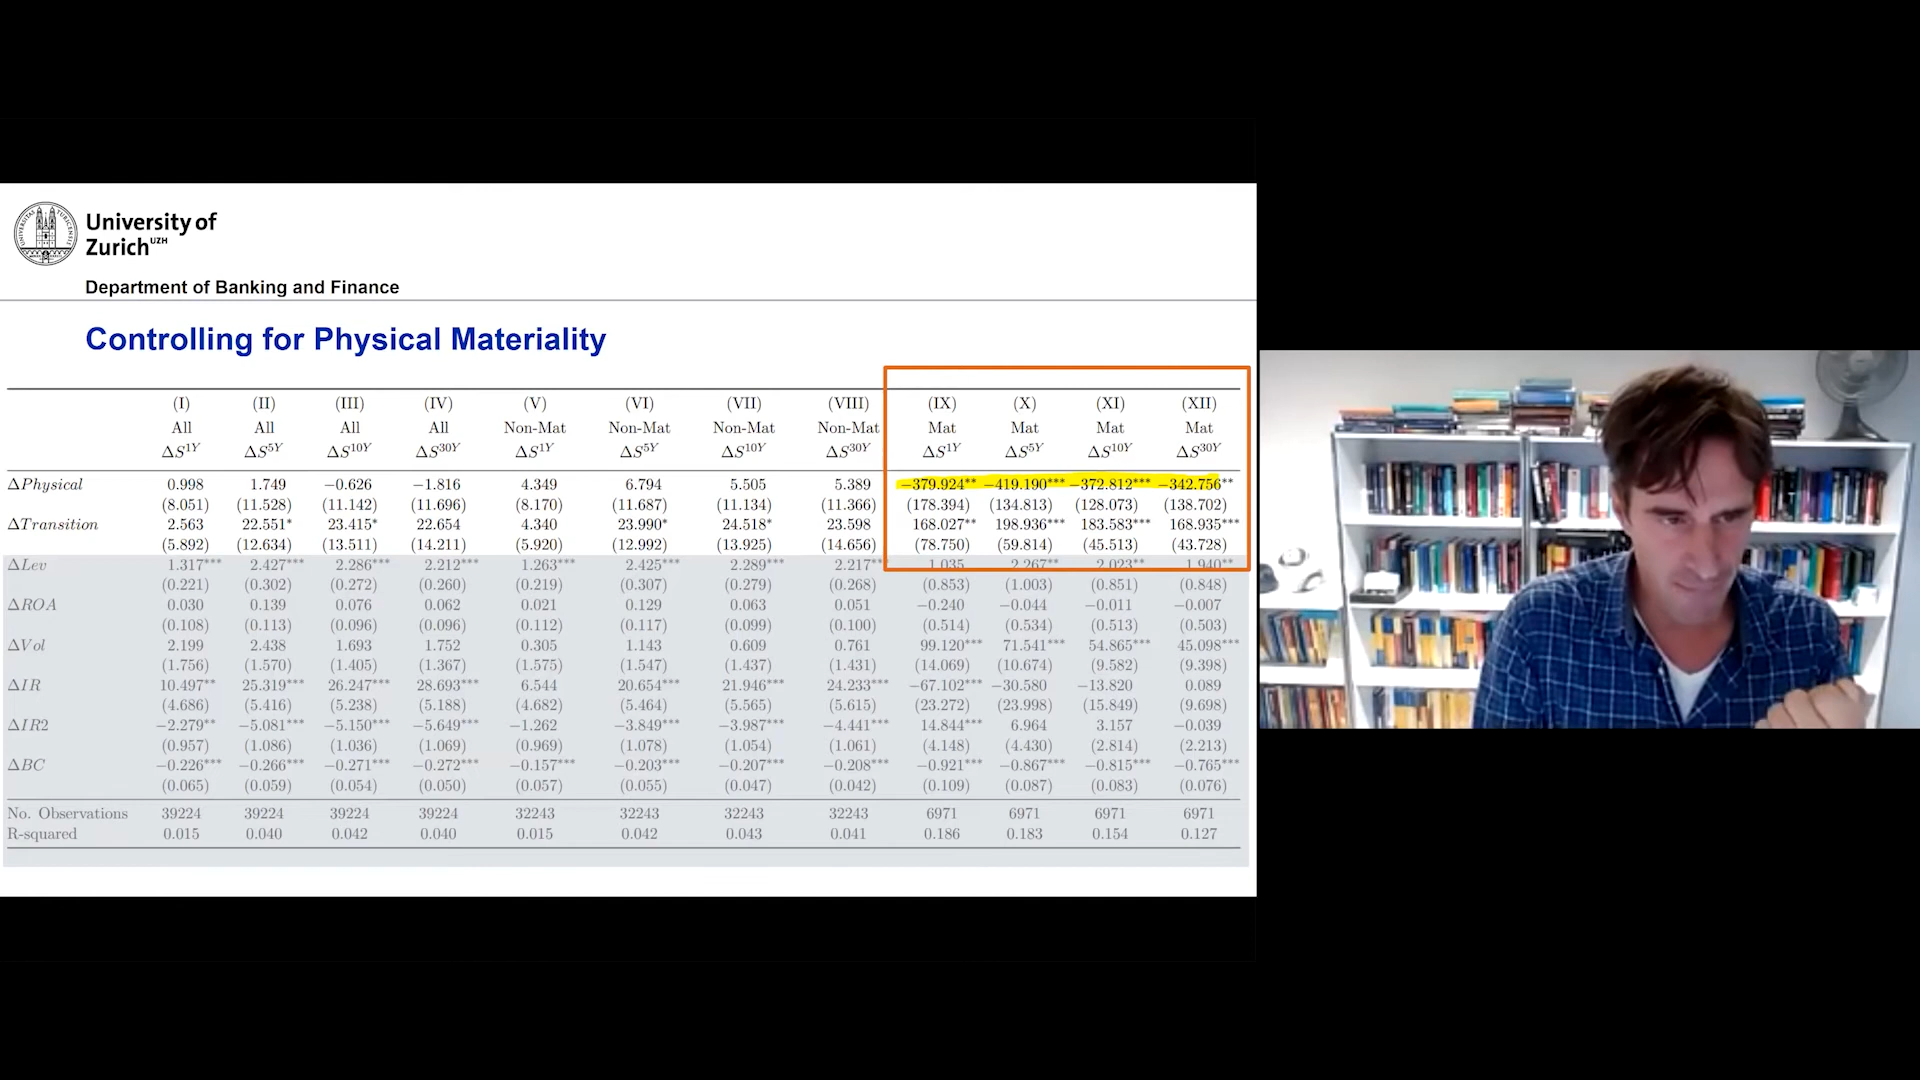 University of
Zurich UZH
Department of Banking and Finance
Controlling for Physical Materiality
(I) (II) (III) (IV) (V) (VI) (VII) (VIII) (IX) (X) (XI) (XII)
All All All All Non-Mat Non-Mat Non-Mat Non-Mat Mat Mat Mat Mat
ΔS1Y ΔS5Y ΔS10Y ΔS30Y ΔS1Y ΔS5Y ΔS10Y ΔS30Y ΔS1Y ΔS5Y ΔS10Y ΔS30Y
ΔPhysical 0.998 1.749 −0.626 −1.816 4.349 6.794 5.505 5.389 −379.924** −419.190*** −372.812*** −342.756**
(8.051) (11.528) (11.142) (11.696) (8.170) (11.687) (11.134) (11.366) (178.394) (134.813) (128.073) (138.702)
ΔTransition 2.563 22.551* 23.415* 22.654 4.340 23.990* 24.518* 23.598 168.027** 198.936*** 183.583*** 168.935***
(5.892) (12.634) (13.511) (14.211) (5.920) (12.992) (13.925) (14.656) (78.750) (59.814) (45.513) (43.728)
ΔLev 1.317*** 2.427*** 2.286*** 2.212*** 1.263*** 2.425*** 2.289*** 2.217*** 1.035 2.267** 2.023** 1.940**
(0.221) (0.302) (0.272) (0.260) (0.219) (0.307) (0.279) (0.268) (0.853) (1.003) (0.851) (0.848)
ΔROA 0.030 0.139 0.076 0.062 0.021 0.129 0.063 0.051 −0.240 −0.044 −0.011 −0.007
(0.108) (0.113) (0.096) (0.096) (0.112) (0.117) (0.099) (0.100) (0.514) (0.534) (0.513) (0.503)
ΔVol 2.199 2.438 1.693 1.752 0.305 1.143 0.609 0.761 99.120*** 71.541*** 54.865*** 45.098***
(1.756) (1.570) (1.405) (1.367) (1.575) (1.547) (1.437) (1.431) (14.069) (10.674) (9.582) (9.398)
ΔIR 10.497** 25.319*** 26.247*** 28.693*** 6.544 20.654*** 21.946*** 24.233*** −67.102*** −30.580 −13.820 0.089
(4.686) (5.416) (5.238) (5.188) (4.682) (5.464) (5.565) (5.615) (23.272) (23.998) (15.849) (9.698)
ΔIR2 −2.279** −5.081*** −5.150*** −5.649*** −1.262 −3.849*** −3.987*** −4.441*** 14.844*** 6.964 3.157 −0.039
(0.957) (1.086) (1.036) (1.069) (0.969) (1.078) (1.054) (1.061) (4.148) (4.430) (2.814) (2.213)
ΔBC −0.226*** −0.266*** −0.271*** −0.272*** −0.157*** −0.203*** −0.207*** −0.208*** −0.921*** −0.867*** −0.815*** −0.765***
(0.065) (0.059) (0.054) (0.050) (0.057) (0.055) (0.047) (0.042) (0.109) (0.087) (0.083) (0.076)
No. Observations 39224 39224 39224 39224 32243 32243 32243 32243 6971 6971 6971 6971
R-squared 0.015 0.040 0.042 0.040 0.015 0.042 0.043 0.041 0.186 0.183 0.154 0.127